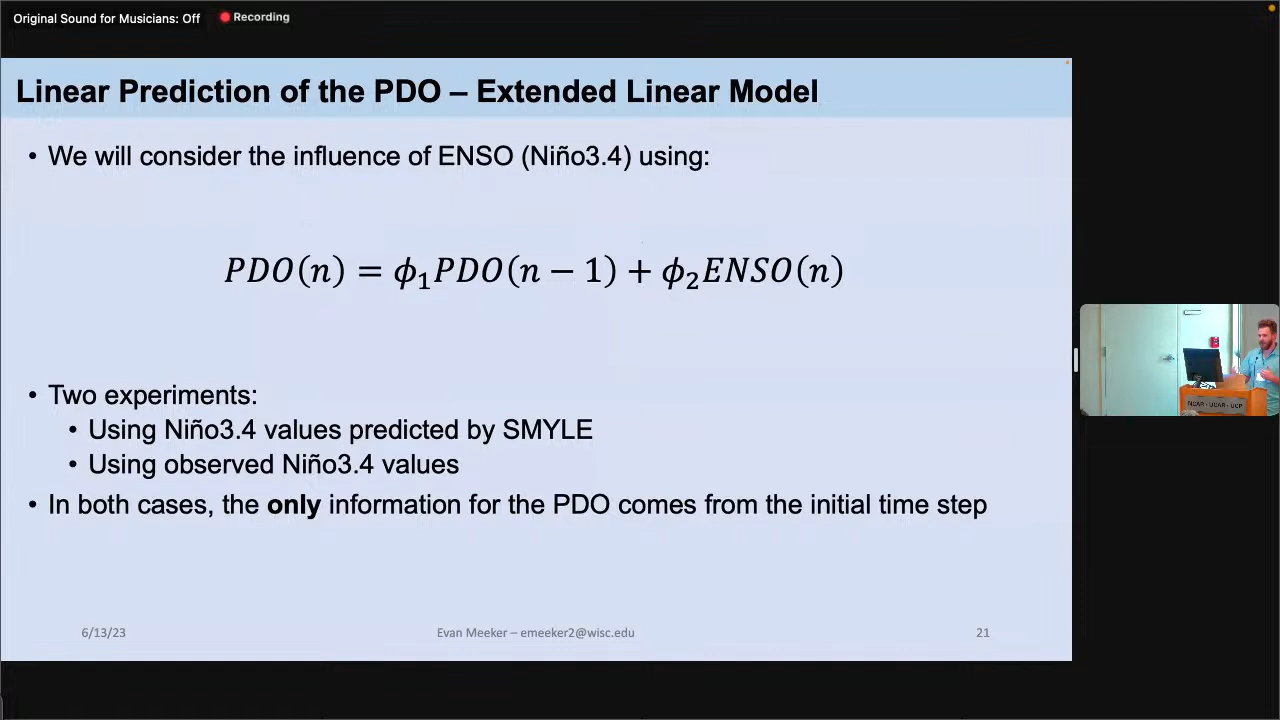 Original Sound for Musicians: Off
Recording
Linear Prediction of the PDO – Extended Linear Model
• We will consider the influence of ENSO (Niño3.4) using:
PDO(n) = ϕ₁PDO(n − 1) + ϕ₂ENSO(n)
• Two experiments:
• Using Niño3.4 values predicted by SMYLE
• Using observed Niño3.4 values
• In both cases, the only information for the PDO comes from the initial time step
NCAR - UCAR - UCP
6/13/23
Evan Meeker – emeeker2@wisc.edu
21